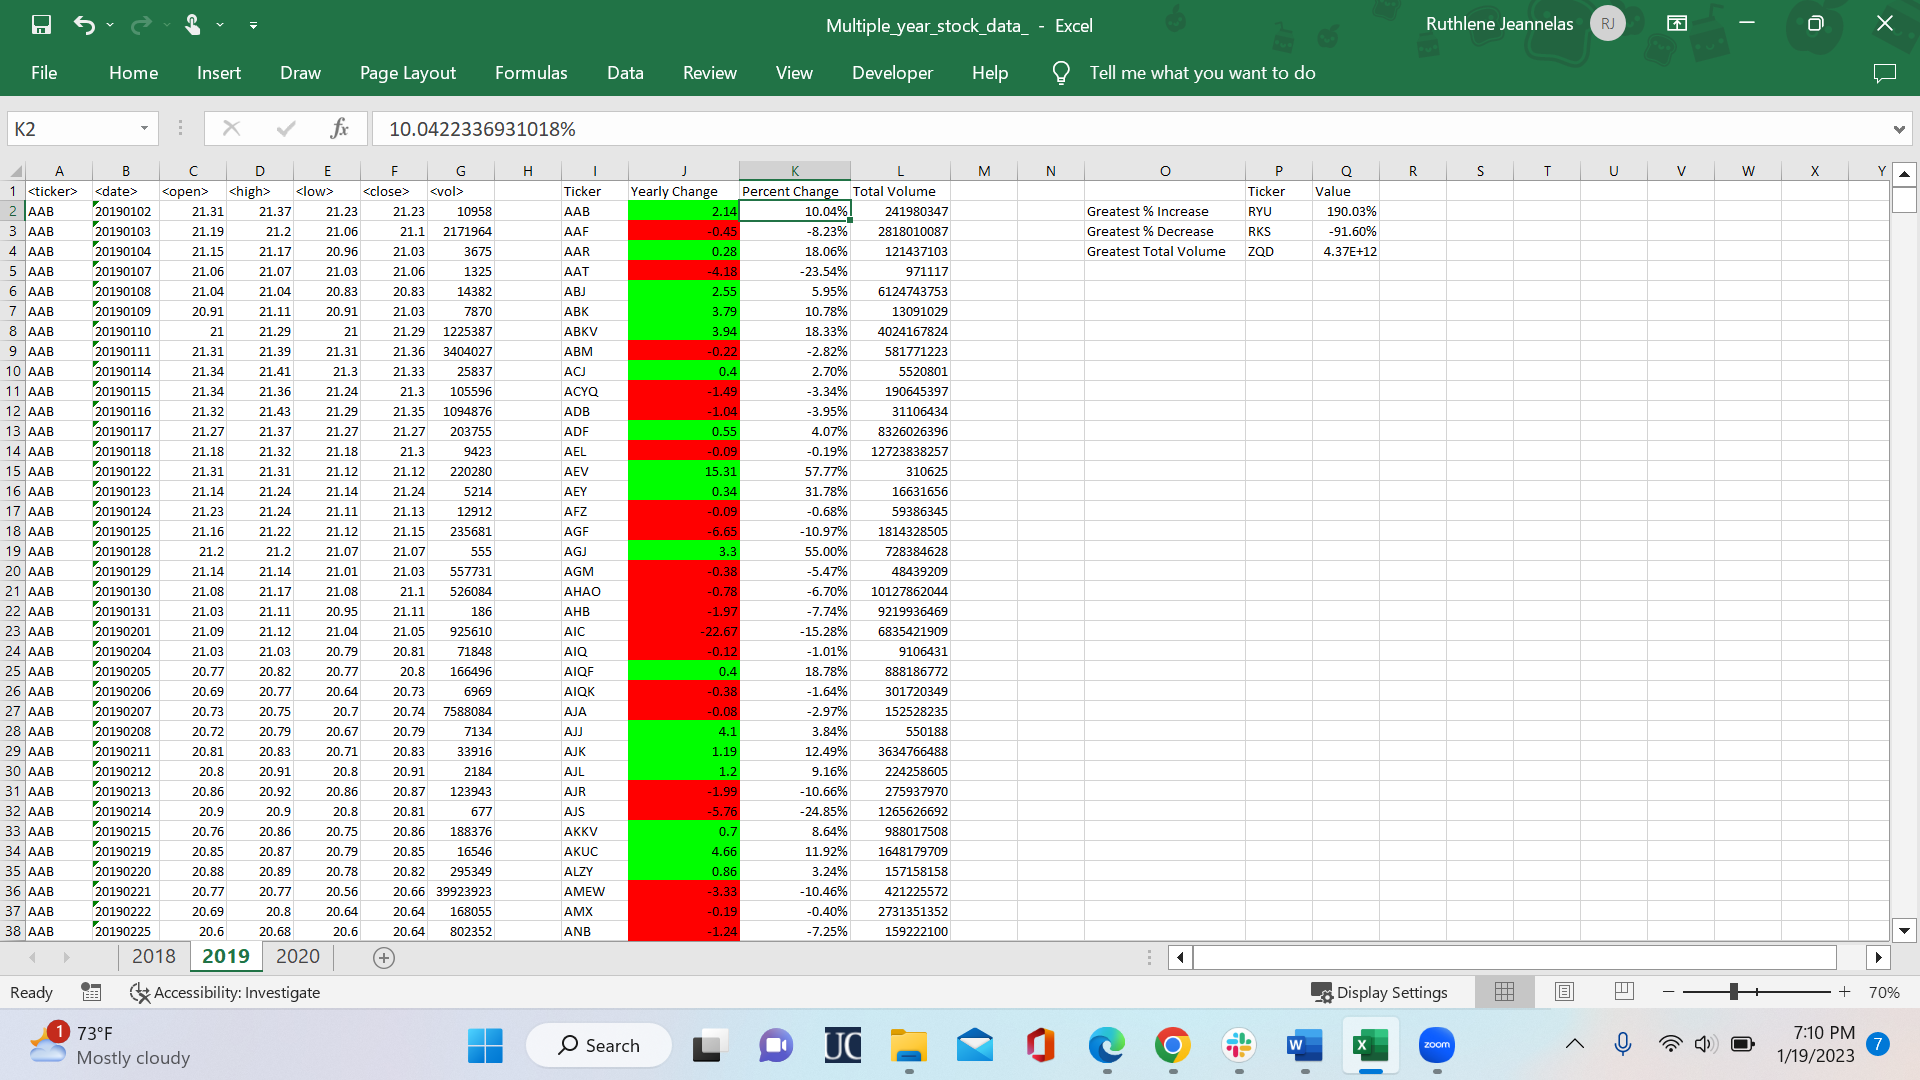 Multiple_year_stock_data_ - Excel
Ruthlene Jeannelas RJ
File Home Insert Draw Page Layout Formulas Data Review View Developer Help Tell me what you want to do
K2 fx 10.0422336931018%
A B C D E F G H I J K L M N O P Q R S T U V W X Y
1 <ticker> <date> <open> <high> <low> <close> <vol> Ticker Yearly Change Percent Change Total Volume Ticker Value
2 AAB 20190102 21.31 21.37 21.23 21.23 10958 AAB 2.14 10.04% 241980347 Greatest % Increase RYU 190.03%
3 AAB 20190103 21.19 21.2 21.06 21.1 2171964 AAF -0.45 -8.23% 2818010087 Greatest % Decrease RKS -91.60%
4 AAB 20190104 21.15 21.17 20.96 21.03 3675 AAR 0.28 18.06% 121437103 Greatest Total Volume ZQD 4.37E+12
5 AAB 20190107 21.06 21.07 21.03 21.06 1325 AAT -4.18 -23.54% 971117
6 AAB 20190108 21.04 21.04 20.83 20.83 14382 ABJ 2.55 5.95% 6124743753
7 AAB 20190109 20.91 21.11 20.91 21.03 7870 ABK 3.79 10.78% 13091029
8 AAB 20190110 21 21.29 21 21.29 1225387 ABKV 3.94 18.33% 4024167824
9 AAB 20190111 21.31 21.39 21.31 21.36 3404027 ABM -0.22 -2.82% 581771223
10 AAB 20190114 21.34 21.41 21.3 21.33 25837 ACJ 0.4 2.70% 5520801
11 AAB 20190115 21.34 21.36 21.24 21.3 105596 ACYQ -1.49 -3.34% 190645397
12 AAB 20190116 21.32 21.43 21.29 21.35 1094876 ADB -1.04 -3.95% 31106434
13 AAB 20190117 21.27 21.37 21.27 21.27 203755 ADF 0.55 4.07% 8326026396
14 AAB 20190118 21.18 21.32 21.18 21.3 9423 AEL -0.09 -0.19% 12723838257
15 AAB 20190122 21.31 21.31 21.12 21.12 220280 AEV 15.31 57.77% 310625
16 AAB 20190123 21.14 21.24 21.14 21.24 5214 AEY 0.34 31.78% 16631656
17 AAB 20190124 21.23 21.24 21.11 21.13 12912 AFZ -0.09 -0.68% 59386345
18 AAB 20190125 21.16 21.22 21.12 21.15 235681 AGF -6.65 -10.97% 1814328505
19 AAB 20190128 21.2 21.2 21.07 21.07 555 AGJ 3.3 55.00% 728384628
20 AAB 20190129 21.14 21.14 21.01 21.03 557731 AGM -0.38 -5.47% 48439209
21 AAB 20190130 21.08 21.17 21.08 21.1 526084 AHAO -0.78 -6.70% 10127862044
22 AAB 20190131 21.03 21.11 20.95 21.11 186 AHB -1.97 -7.74% 9219936469
23 AAB 20190201 21.09 21.12 21.04 21.05 925610 AIC -22.67 -15.28% 6835421909
24 AAB 20190204 21.03 21.03 20.79 20.81 71848 AIQ -0.12 -1.01% 9106431
25 AAB 20190205 20.77 20.82 20.77 20.8 166496 AIQF 0.4 18.78% 888186772
26 AAB 20190206 20.69 20.77 20.64 20.73 6969 AIQK -0.38 -1.64% 301720349
27 AAB 20190207 20.73 20.75 20.7 20.74 7588084 AJA -0.08 -2.97% 152528235
28 AAB 20190208 20.72 20.79 20.67 20.79 7134 AJJ 4.1 3.84% 550188
29 AAB 20190211 20.81 20.83 20.71 20.83 33916 AJK 1.19 12.49% 3634766488
30 AAB 20190212 20.8 20.91 20.8 20.91 2184 AJL 1.2 9.16% 224258605
31 AAB 20190213 20.86 20.92 20.86 20.87 123943 AJR -1.99 -10.66% 275937970
32 AAB 20190214 20.9 20.9 20.8 20.81 677 AJS -5.76 -24.85% 1265626692
33 AAB 20190215 20.76 20.86 20.75 20.86 188376 AKKV 0.7 8.64% 988017508
34 AAB 20190219 20.85 20.87 20.79 20.85 16546 AKUC 4.66 11.92% 1648179709
35 AAB 20190220 20.88 20.89 20.78 20.82 295349 ALZY 0.86 3.24% 157158158
36 AAB 20190221 20.77 20.77 20.56 20.66 39923923 AMEW -3.33 -10.46% 421225572
37 AAB 20190222 20.69 20.8 20.64 20.64 168055 AMX -0.19 -0.40% 2731351352
38 AAB 20190225 20.6 20.68 20.6 20.64 802352 ANB -1.24 -7.25% 159222100
2018 2019 2020
Ready Accessibility: Investigate Display Settings 70%
1 73°F
Mostly cloudy
Search
UC
W
X
zoom
7:10 PM
1/19/2023
7